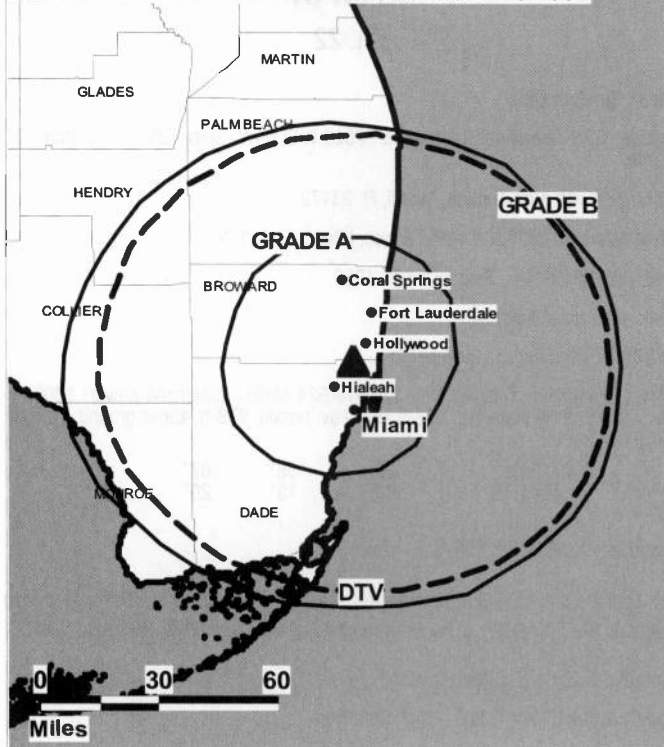 MARTIN
GLADES
PALM BEACH
HENDRY
GRADE B
GRADE A
Coral Springs
BROWARD
COLLIER
Fort Lauderdale
Hollywood
Hialeah
Miami
MONROE
DADE
DTV
0 30 60
Miles